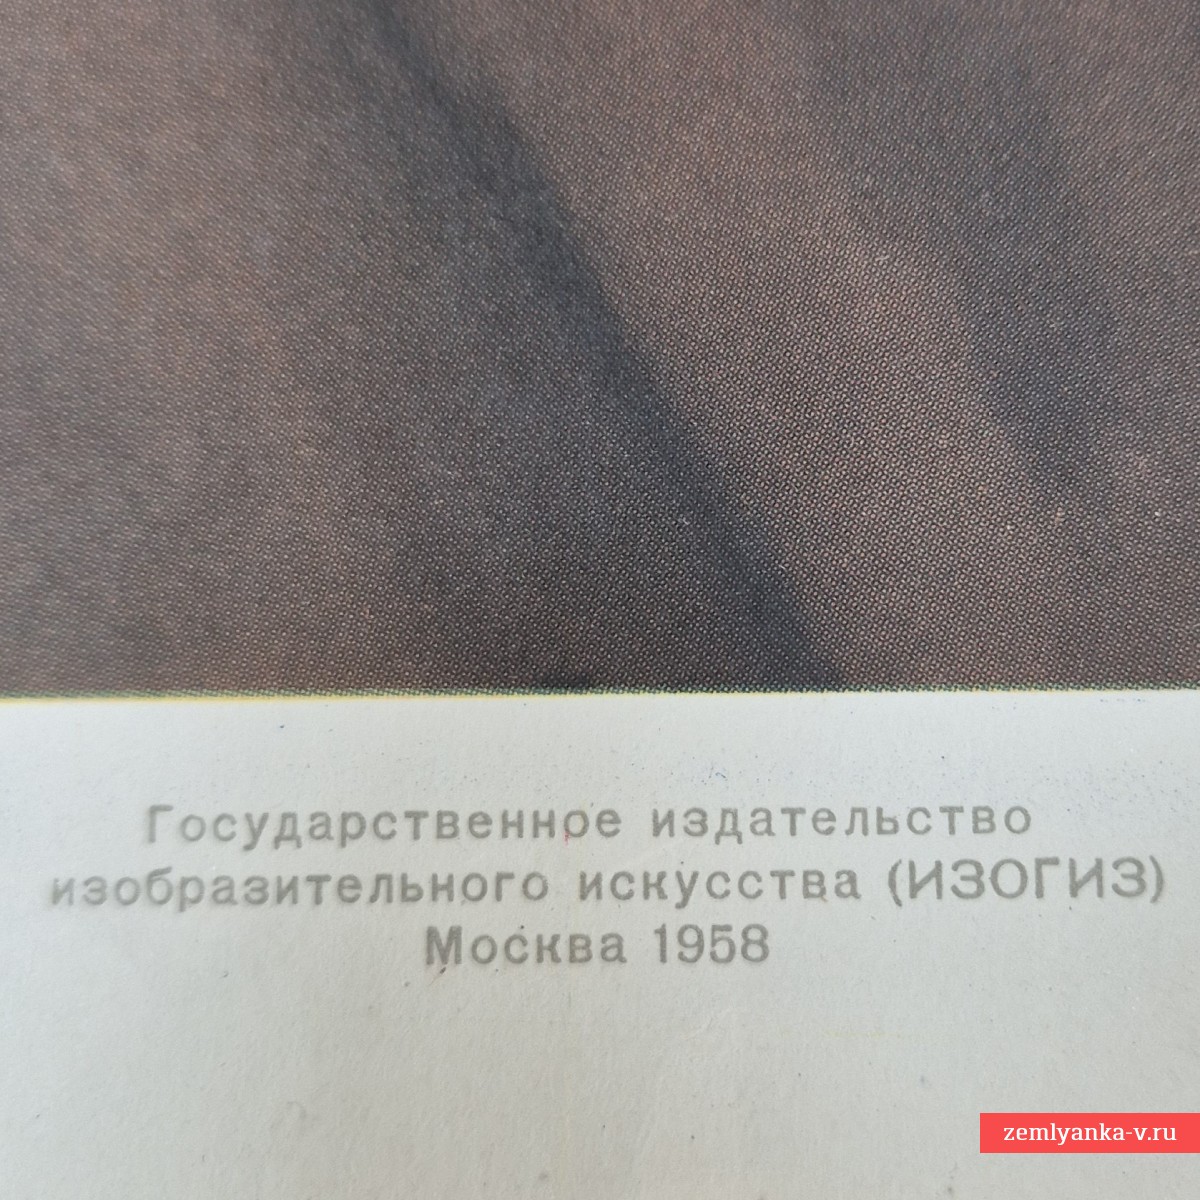 Государственное издательство
изобразительного искусства (ИЗОГИЗ)
Москва 1958
zemlyanka-v.ru